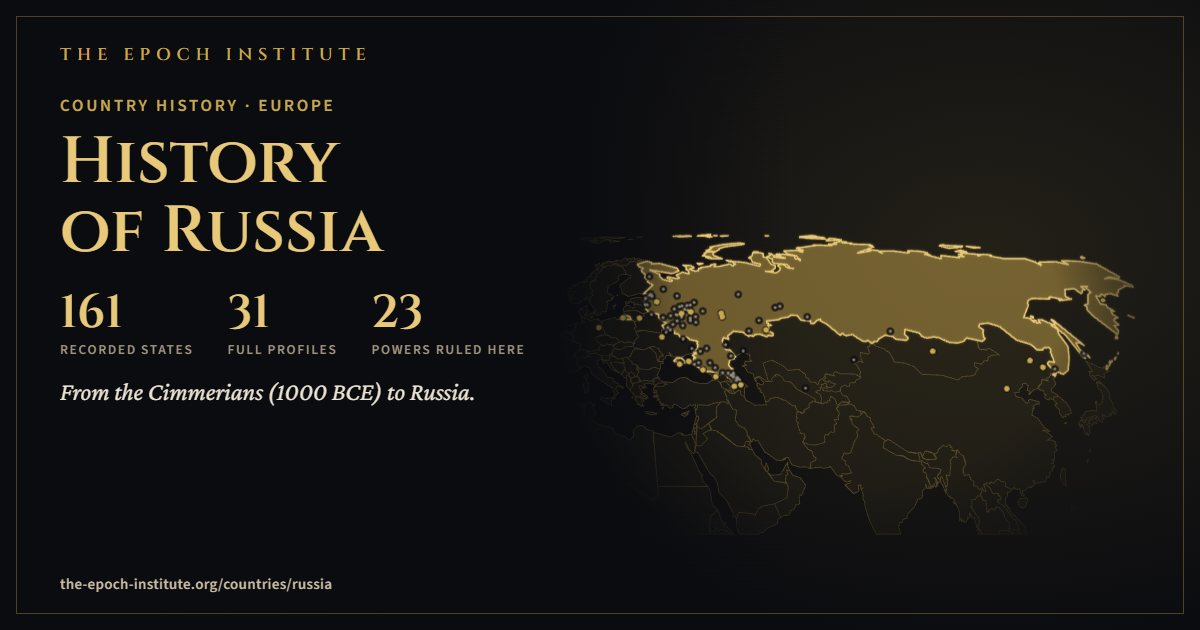 THE EPOCH INSTITUTE
COUNTRY HISTORY · EUROPE
HISTORY
OF RUSSIA
161 31 23
RECORDED STATES FULL PROFILES POWERS RULED HERE
From the Cimmerians (1000 BCE) to Russia.
the-epoch-institute.org/countries/russia